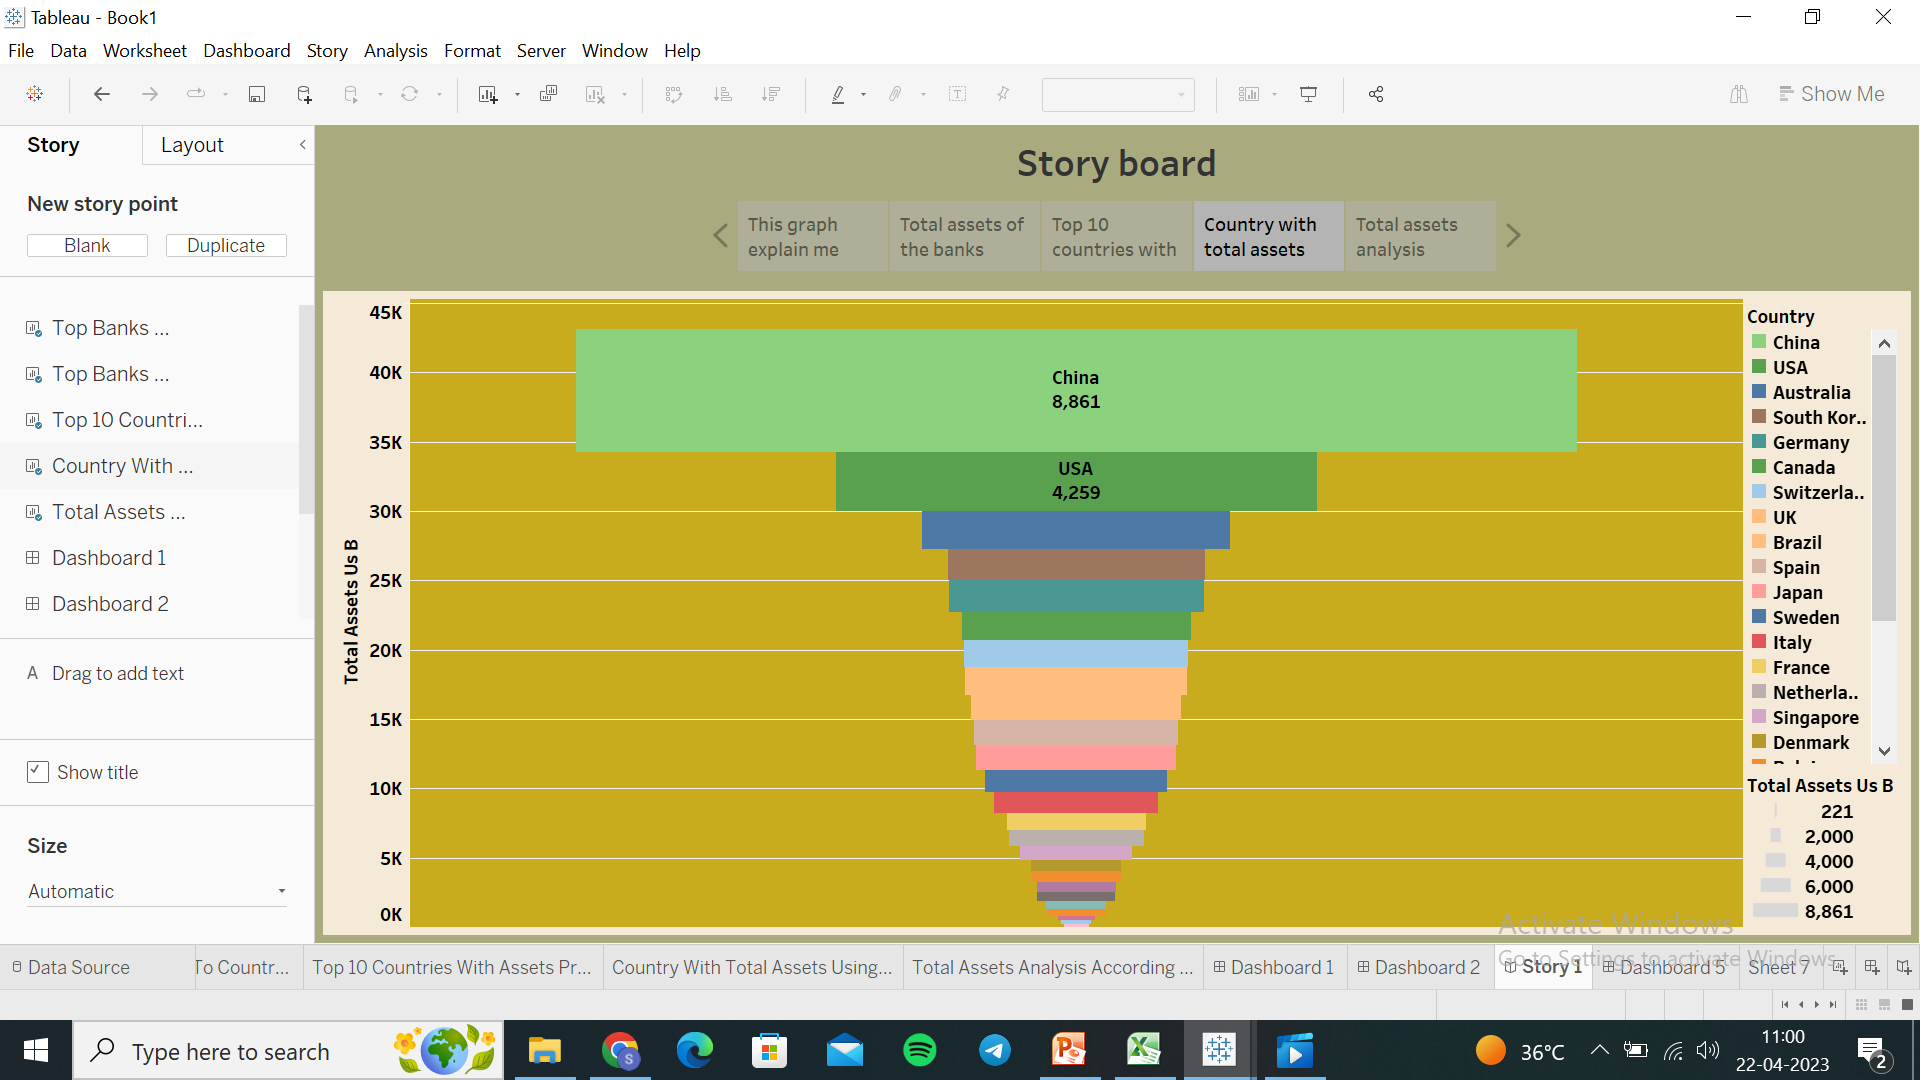 Tableau - Book1
File Data Worksheet Dashboard Story Analysis Format Server Window Help
Show Me
Story
Layout
New story point
Blank
Duplicate
Top Banks ...
Top Banks ...
Top 10 Countri...
Country With ...
Total Assets ...
Dashboard 1
Dashboard 2
A Drag to add text
Show title
Size
Automatic
Story board
This graph
explain me
Total assets of
the banks
Top 10
countries with
Country with
total assets
Total assets
analysis
Total Assets Us B
45K
40K
35K
30K
25K
20K
15K
10K
5K
0K
China
8,861
USA
4,259
Country
China
USA
Australia
South Kor..
Germany
Canada
Switzerla..
UK
Brazil
Spain
Japan
Sweden
Italy
France
Netherla..
Singapore
Denmark
Total Assets Us B
221
2,000
4,000
6,000
8,861
Activate Windows
Go to Settings to activate Windows.
Data Source
To Countr...
Top 10 Countries With Assets Pr...
Country With Total Assets Using...
Total Assets Analysis According ...
Dashboard 1
Dashboard 2
Story 1
Dashboard 5
Sheet 7
Type here to search
S
36°C
11:00
22-04-2023
2